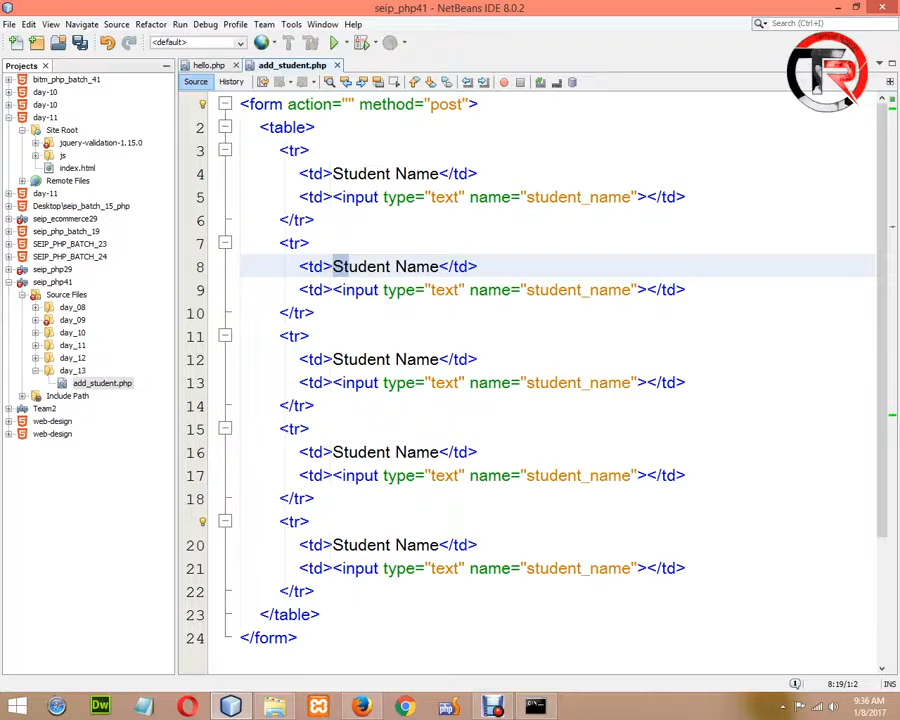 seip_php41 - NetBeans IDE 8.0.2
File Edit View Navigate Source Refactor Run Debug Profile Team Tools Window Help
Search (Ctrl+I)
<default>
Projects
hello.php
add_student.php
Source History
bitm_php_batch_41
day-10
day-10
day-11
Site Root
jquery-validation-1.15.0
js
index.html
Remote Files
day-11
Desktop\seip_batch_15_php
seip_ecommerce29
seip_php_batch_19
SEIP_PHP_BATCH_23
SEIP_PHP_BATCH_24
seip_php29
seip_php41
Source Files
day_08
day_09
day_10
day_11
day_12
day_13
add_student.php
Include Path
Team2
web-design
web-design
<form action="" method="post">
2 <table>
3 <tr>
4 <td>Student Name</td>
5 <td><input type="text" name="student_name"></td>
6 </tr>
7 <tr>
8 <td>Student Name</td>
9 <td><input type="text" name="student_name"></td>
10 </tr>
11 <tr>
12 <td>Student Name</td>
13 <td><input type="text" name="student_name"></td>
14 </tr>
15 <tr>
16 <td>Student Name</td>
17 <td><input type="text" name="student_name"></td>
18 </tr>
<tr>
20 <td>Student Name</td>
21 <td><input type="text" name="student_name"></td>
22 </tr>
23 </table>
24 </form>
8:19/1:2 INS
Dw
php
9:36 AM
1/8/2017